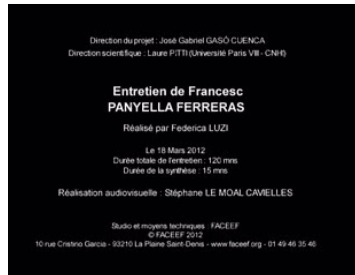 Direction du projet : José Gabriel GASÓ CUENCA
Direction scientifique : Laure PITTI (Université Paris VIII - CNHI)
Entretien de Francesc
PANYELLA FERRERAS
Réalisé par Federica LUZI
Le 18 Mars 2012
Durée totale de l'entretien : 120 mns
Durée de la synthèse : 15 mns
Réalisation audiovisuelle : Stéphane LE MOAL CAVIELLES
Studio et moyens techniques : FACEEF
© FACEEF 2012
10 rue Cristino Garcia - 93210 La Plaine Saint-Denis - www.faceef.org - 01 49 46 35 46